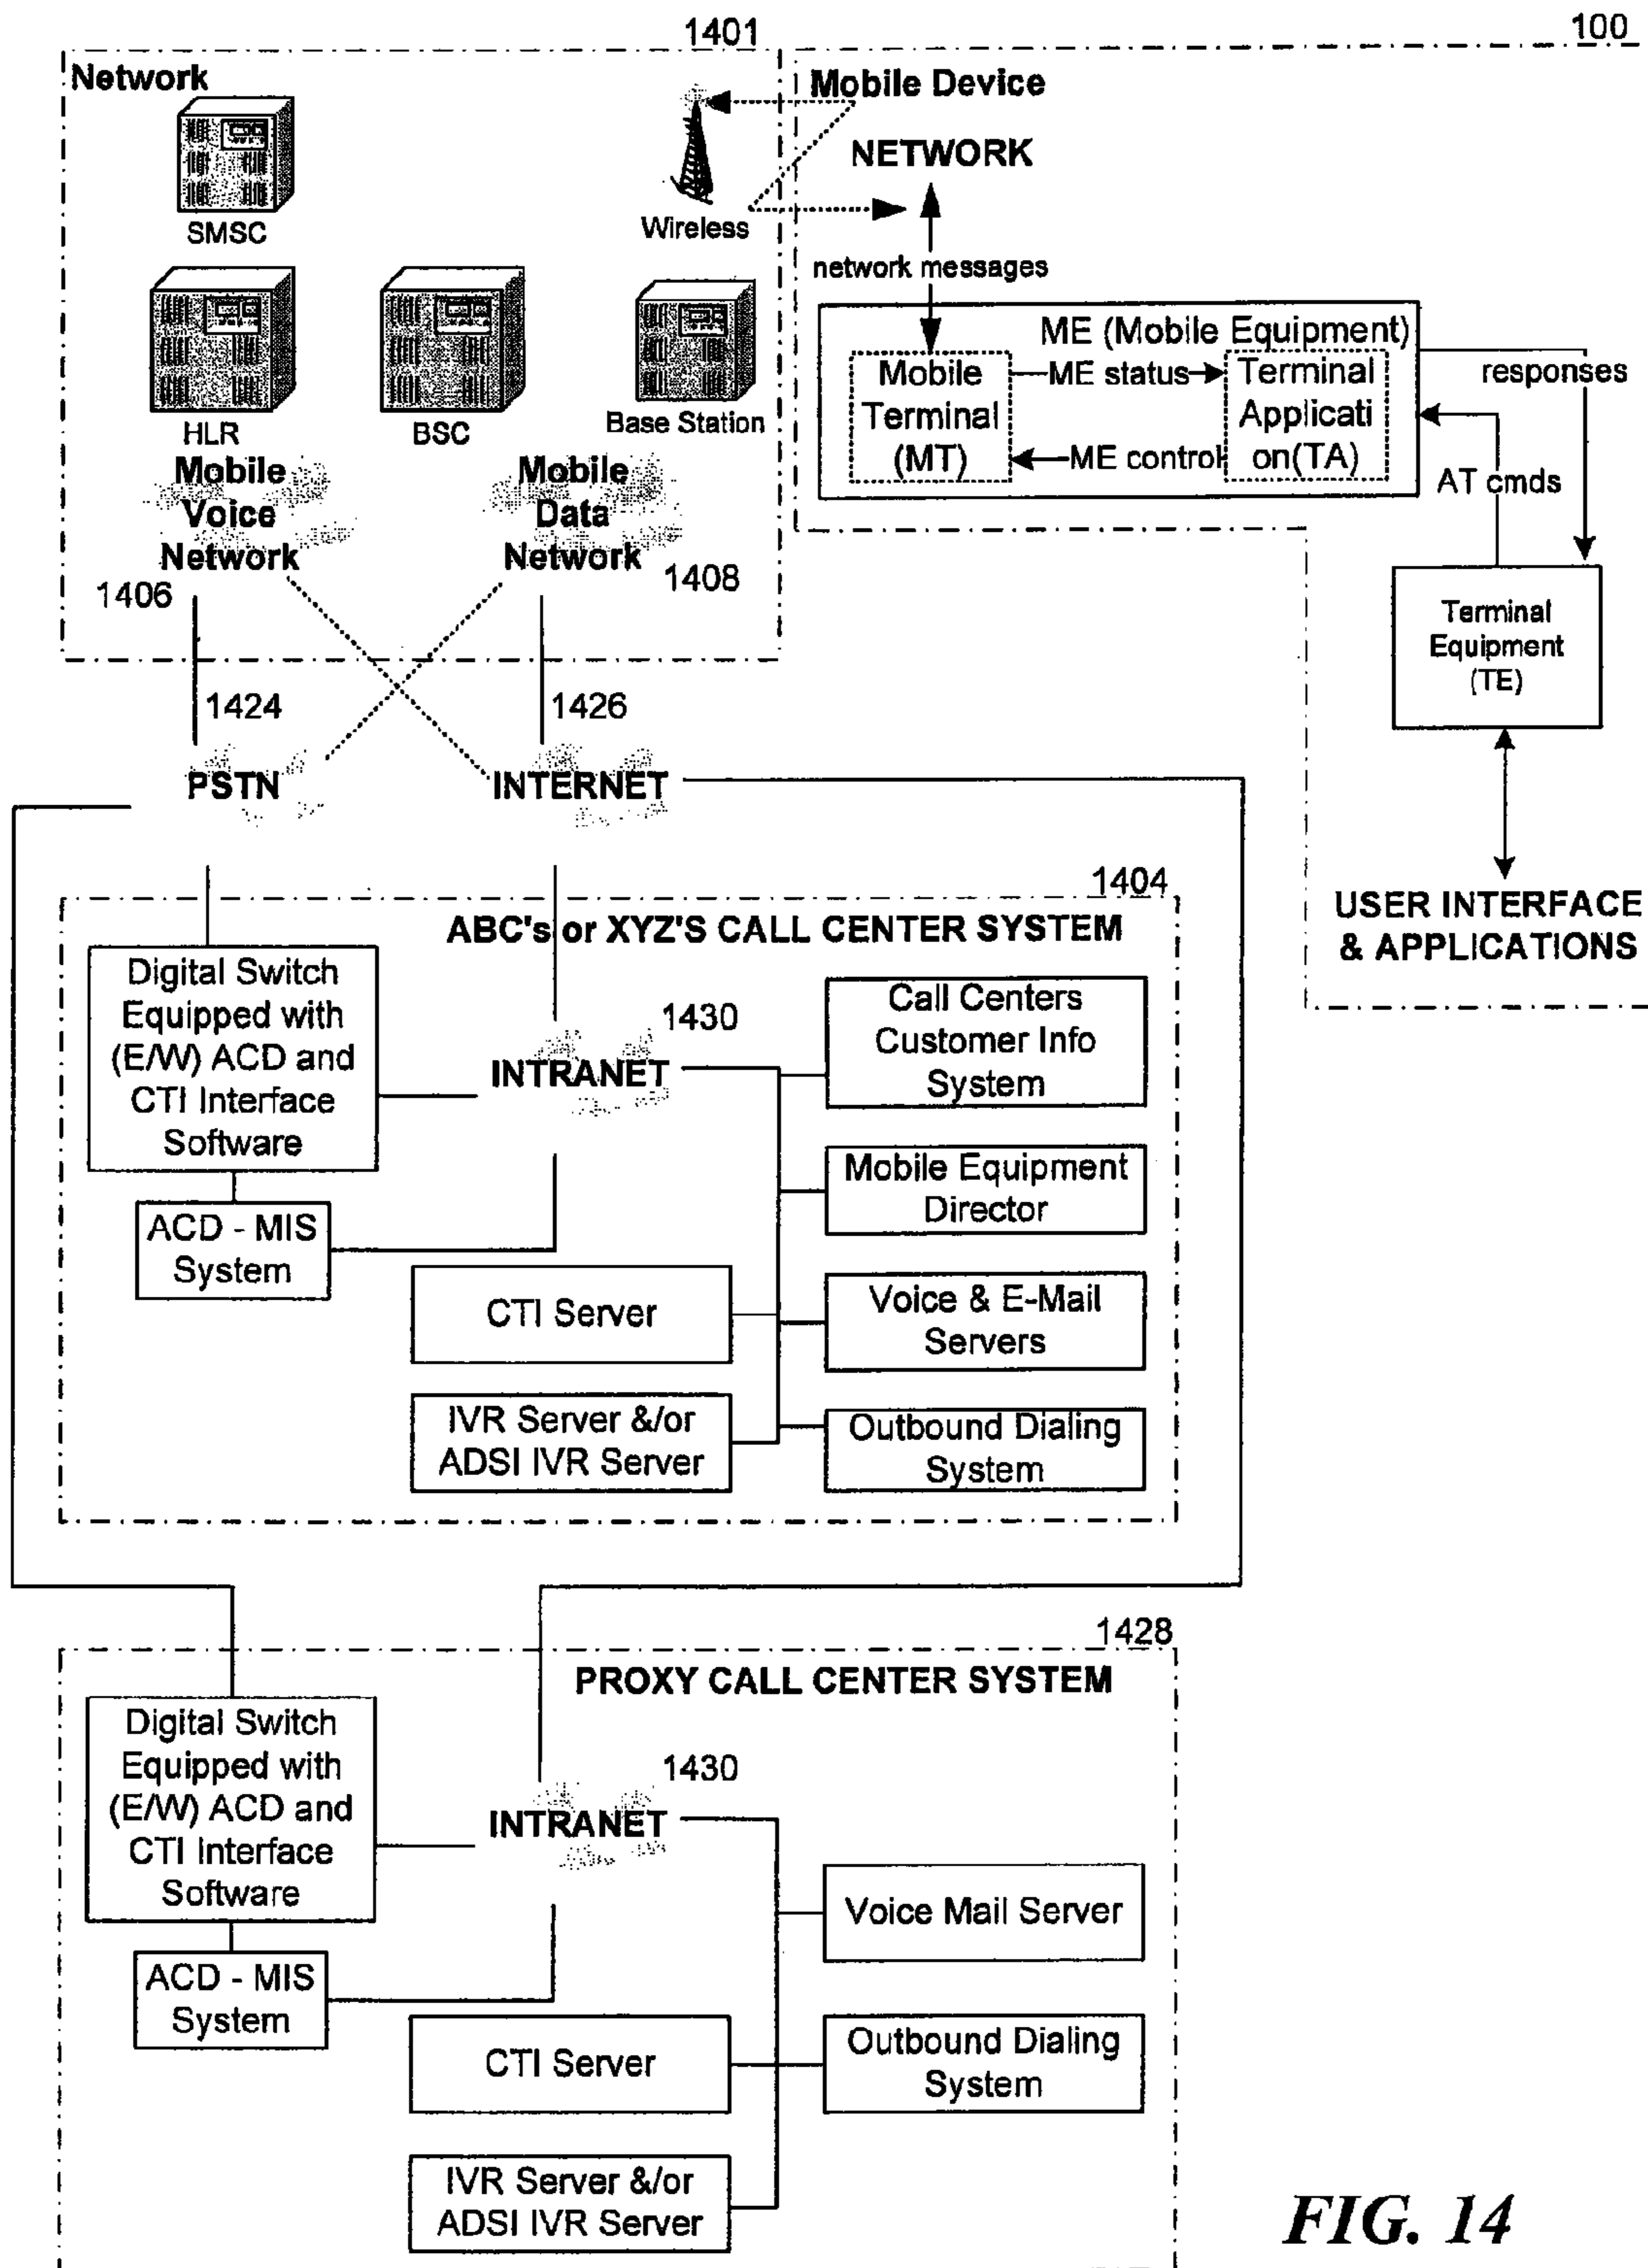 1401
100
Network
Mobile Device
NETWORK
SMSC
Wireless
network messages
HLR
BSC
Base Station
ME (Mobile Equipment)
Mobile
Terminal
(MT)
ME status
ME control
Terminal
Applicati
on(TA)
responses
AT cmds
Mobile
Voice
Network
1406
Mobile
Data
Network
1408
Terminal
Equipment
(TE)
1424
1426
PSTN
INTERNET
USER INTERFACE
& APPLICATIONS
1404
ABC's or XYZ'S CALL CENTER SYSTEM
Digital Switch
Equipped with
(E/W) ACD and
CTI Interface
Software
1430
INTRANET
Call Centers
Customer Info
System
Mobile Equipment
Director
ACD - MIS
System
CTI Server
Voice & E-Mail
Servers
IVR Server &/or
ADSI IVR Server
Outbound Dialing
System
1428
PROXY CALL CENTER SYSTEM
Digital Switch
Equipped with
(E/W) ACD and
CTI Interface
Software
1430
INTRANET
Voice Mail Server
ACD - MIS
System
CTI Server
Outbound Dialing
System
IVR Server &/or
ADSI IVR Server
FIG. 14